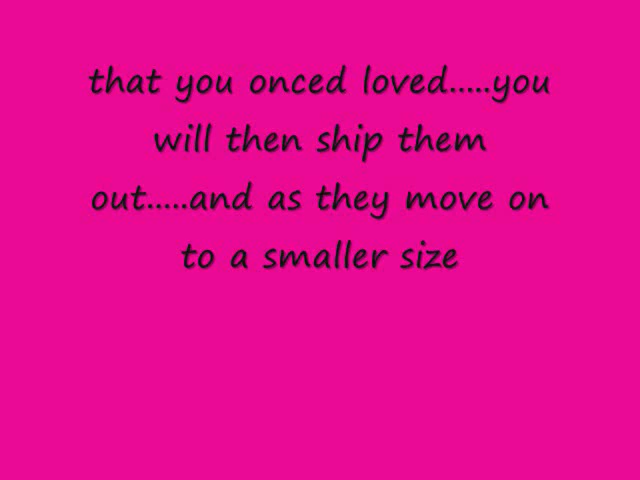 that you onced loved.....you
will then ship them
out.....and as they move on
to a smaller size